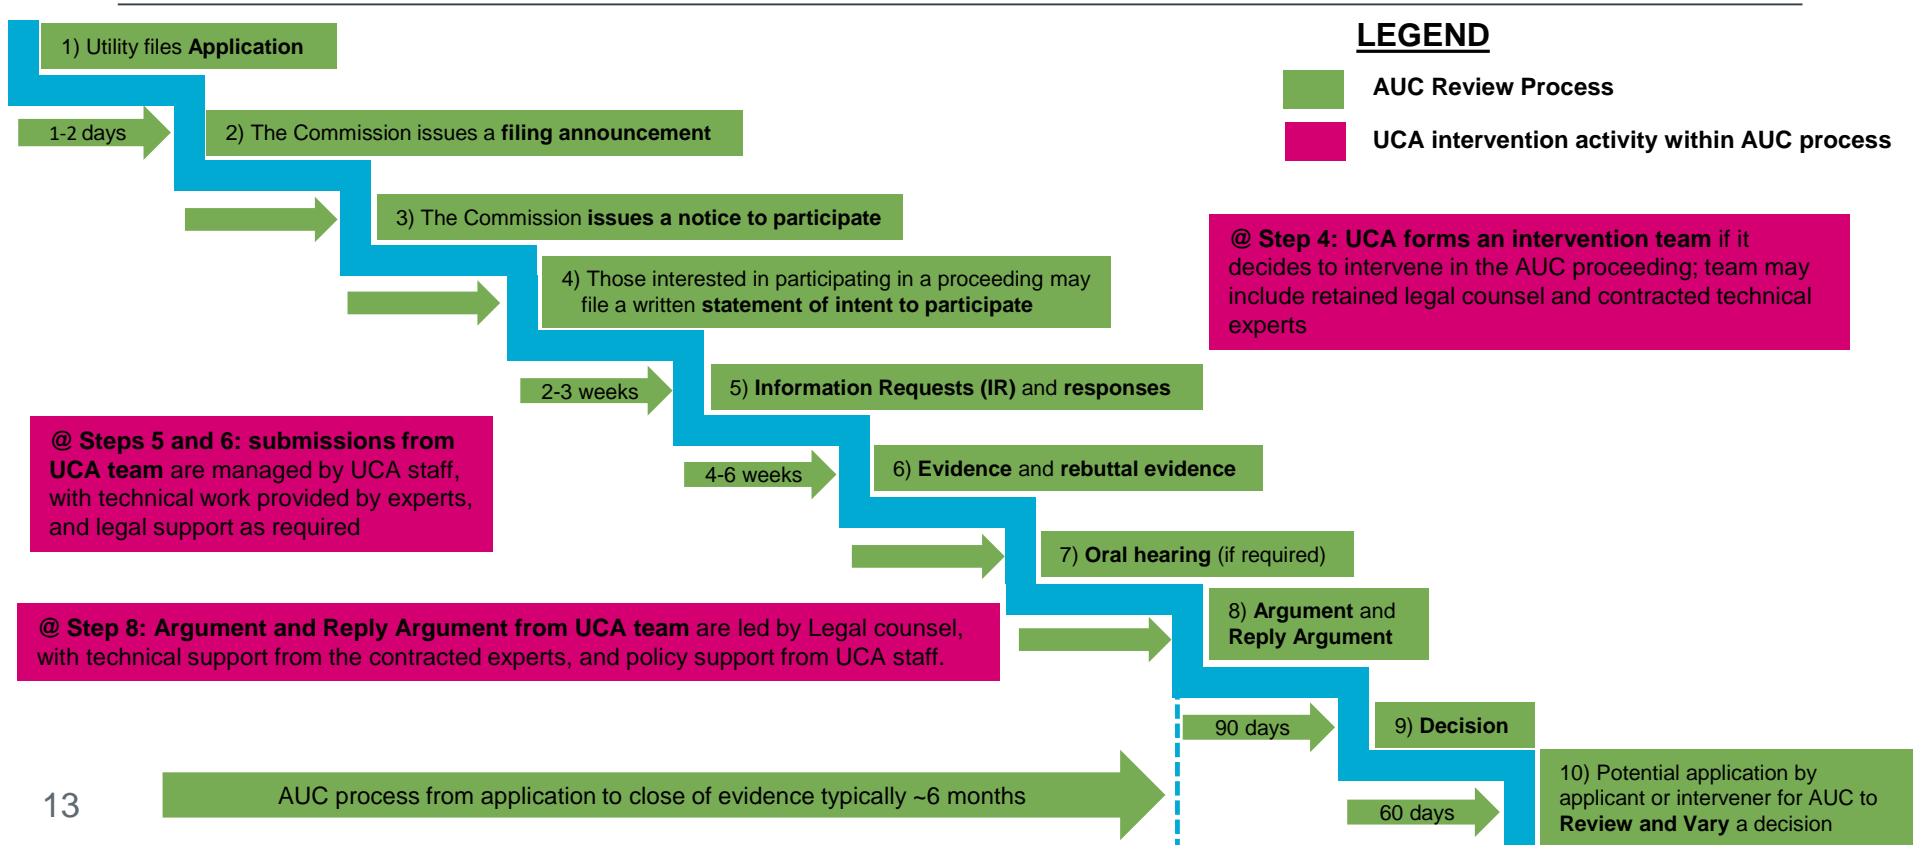 LEGEND
AUC Review Process
UCA intervention activity within AUC process
1) Utility files Application
1-2 days
2) The Commission issues a filing announcement
3) The Commission issues a notice to participate
4) Those interested in participating in a proceeding may
file a written statement of intent to participate
@ Step 4: UCA forms an intervention team if it
decides to intervene in the AUC proceeding; team may
include retained legal counsel and contracted technical
experts
2-3 weeks
5) Information Requests (IR) and responses
@ Steps 5 and 6: submissions from
UCA team are managed by UCA staff,
with technical work provided by experts,
and legal support as required
4-6 weeks
6) Evidence and rebuttal evidence
7) Oral hearing (if required)
@ Step 8: Argument and Reply Argument from UCA team are led by Legal counsel,
with technical support from the contracted experts, and policy support from UCA staff.
8) Argument and
Reply Argument
90 days
9) Decision
AUC process from application to close of evidence typically ~6 months
60 days
10) Potential application by
applicant or intervener for AUC to
Review and Vary a decision
13